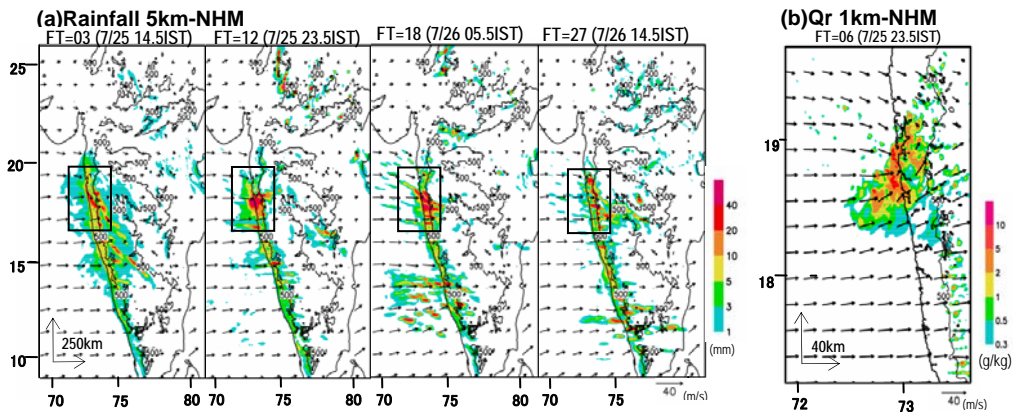 (a)Rainfall 5km-NHM
FT=03 (7/25 14.5IST) FT=12 (7/25 23.5IST) FT=18 (7/26 05.5IST) FT=27 (7/26 14.5IST)
25
20
15
10
250km
70 75 80 70 75 80 70 75 80 70 75 80
40
20
10
5
3
1
(mm)
40 (m/s)
(b)Qr 1km-NHM
FT=06 (7/25 23.5IST)
19
18
40km
72 73
10
5
2
1
0.5
0.3
(g/kg)
40 (m/s)